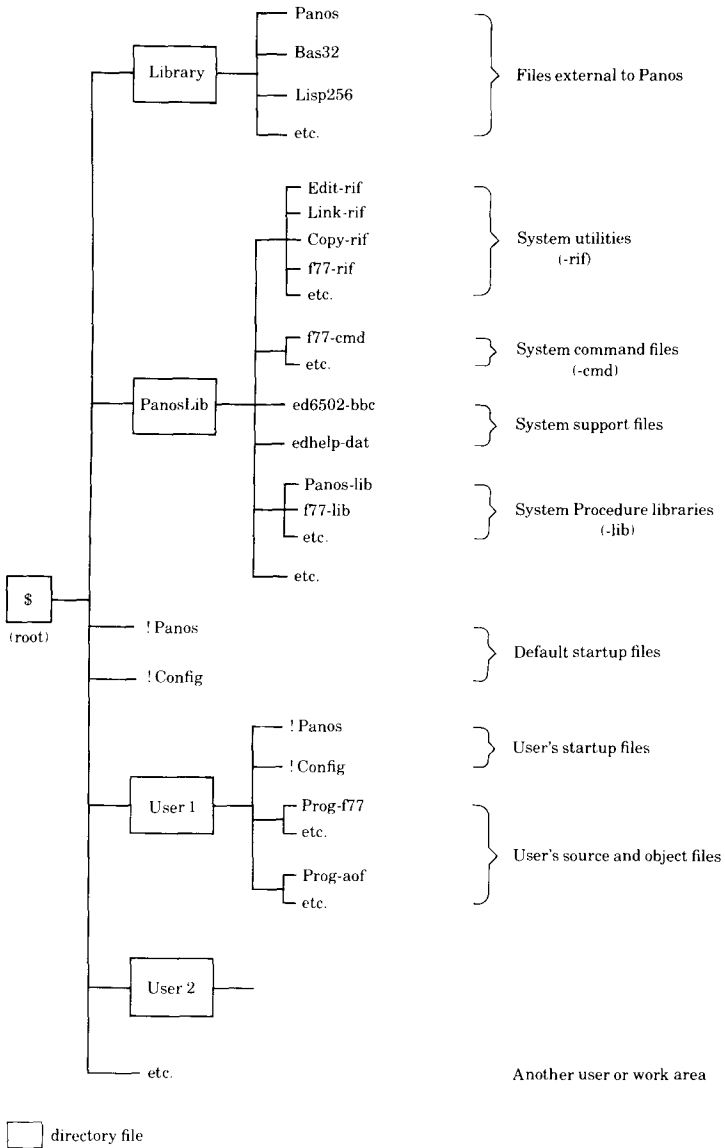 Panos
Bas32
Library
Lisp256
Files external to Panos
etc.
Edit-rif
Link-rif
Copy-rif
System utilities
(-rif)
f77-rif
etc.
f77-cmd
etc.
System command files
(-cmd)
PanosLib
ed6502-bbc
edhelp-dat
System support files
Panos-lib
f77-lib
etc.
System Procedure libraries
(-lib)
etc.
$
(root)
! Panos
! Config
Default startup files
! Panos
! Config
User's startup files
User 1
Prog-f77
etc.
Prog-aof
etc.
User's source and object files
User 2
etc.
Another user or work area
directory file